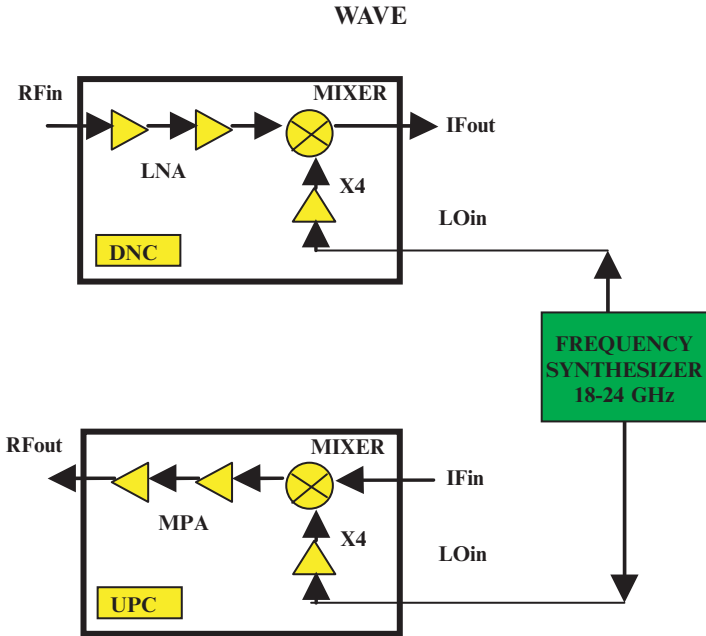 WAVE
RFin
MIXER
IFout
LNA
X4
LOin
DNC
FREQUENCY
SYNTHESIZER
18-24 GHz
RFout
MIXER
IFin
MPA
X4
LOin
UPC